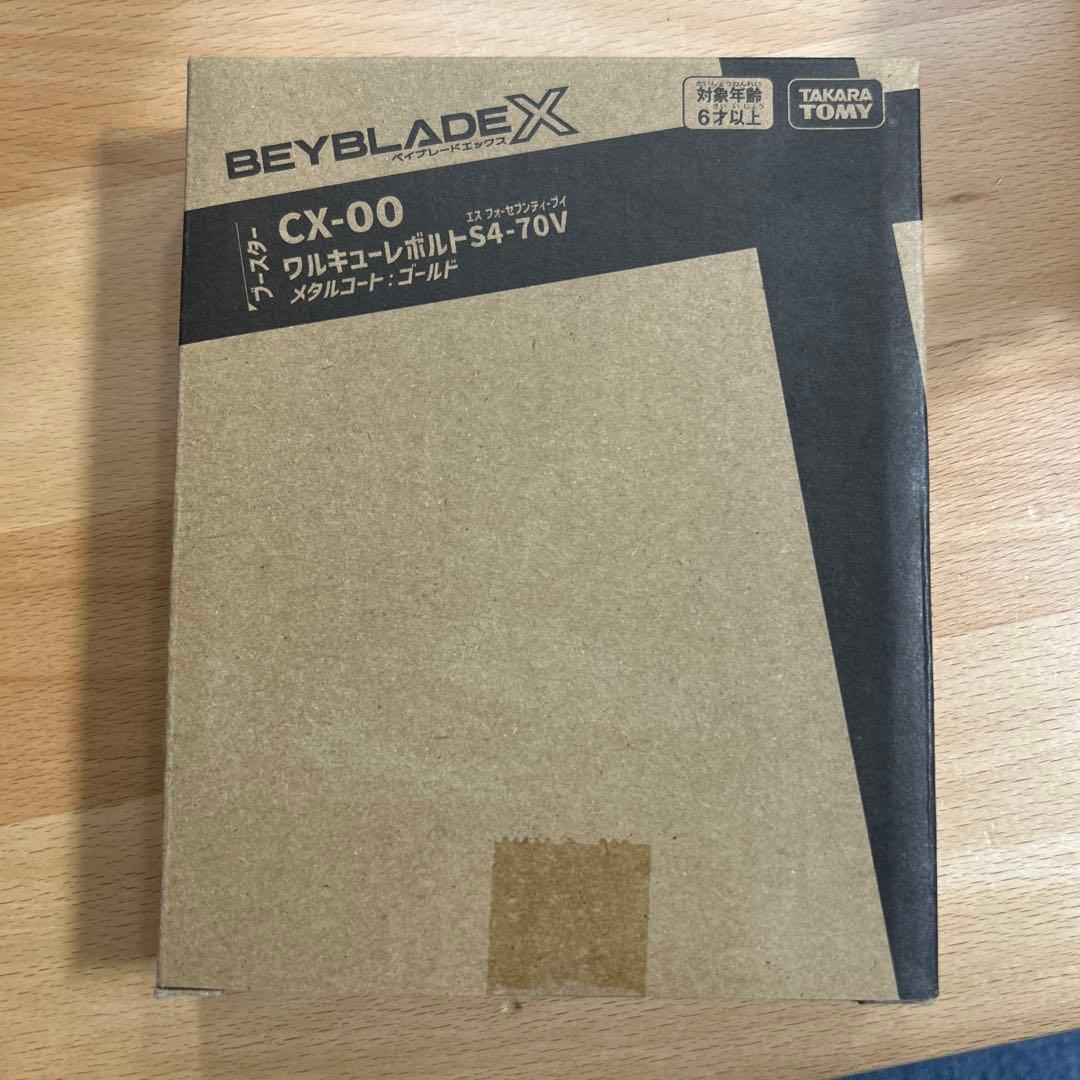 BEYBLADE X
ベイブレードエックス
たいしょうねんれい
対象年齢
さい いじょう
6才以上
TAKARA
TOMY
®
ブースター
CX-00
エス フォーセブンティーブイ
ワルキューレボルトS4-70V
メタルコート:ゴールド